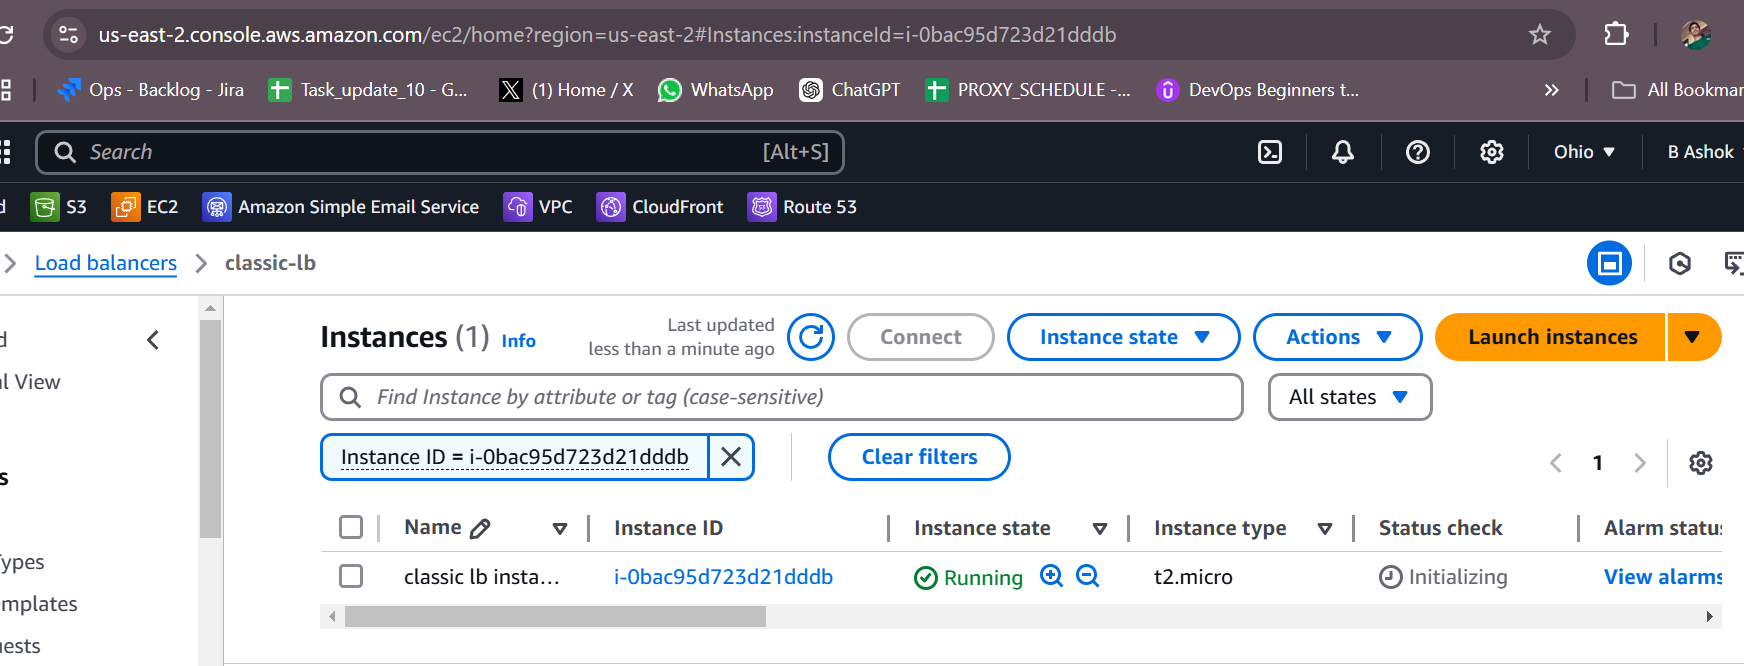 us-east-2.console.aws.amazon.com/ec2/home?region=us-east-2#Instances:instanceId=i-0bac95d723d21dddb
Ops - Backlog - Jira Task_update_10 - G... (1) Home / X WhatsApp ChatGPT PROXY_SCHEDULE -... DevOps Beginners t... » All Bookmar
Search [Alt+S] Ohio B Ashok
S3 EC2 Amazon Simple Email Service VPC CloudFront Route 53
Load balancers classic-lb
Instances (1) Info Last updated less than a minute ago Connect Instance state Actions Launch instances
l View
Find Instance by attribute or tag (case-sensitive) All states
Instance ID = i-0bac95d723d21dddb Clear filters 1
s
Name Instance ID Instance state Instance type Status check Alarm status
ypes
classic lb insta... i-0bac95d723d21dddb Running t2.micro Initializing View alarms
mplates
uests